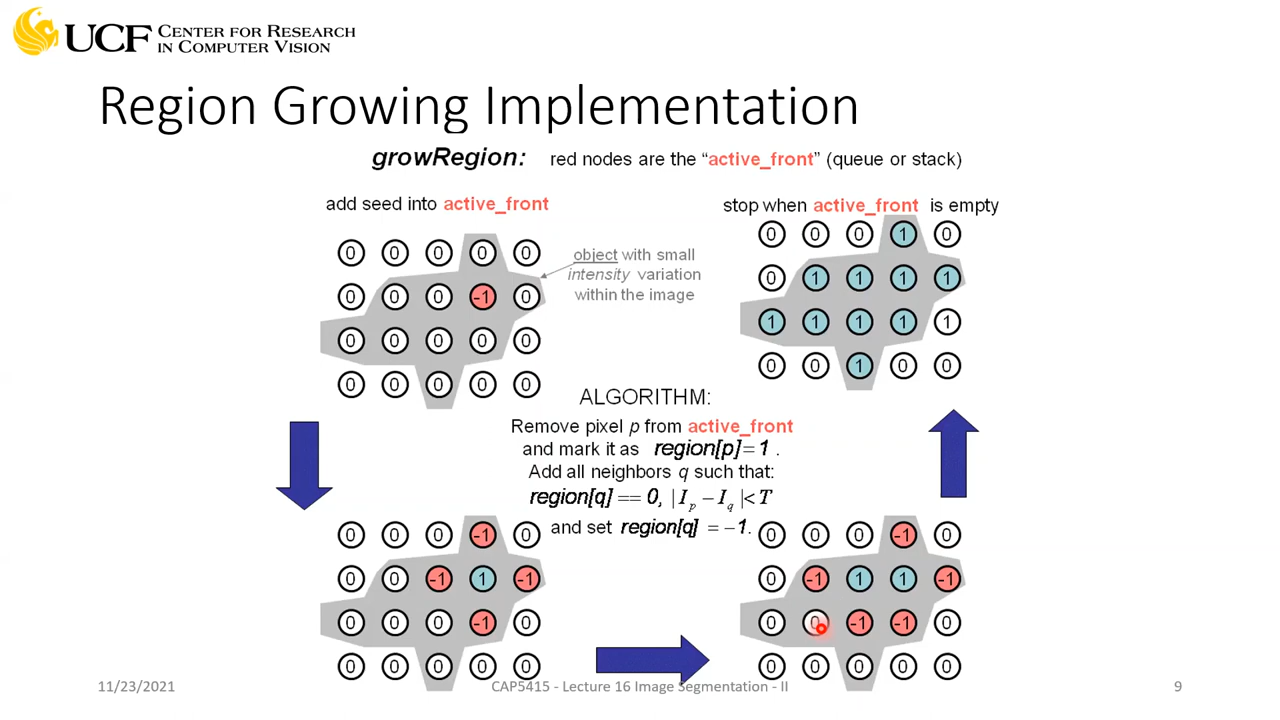 UCF CENTER FOR RESEARCH
IN COMPUTER VISION
Region Growing Implementation
growRegion: red nodes are the “active_front” (queue or stack)
add seed into active_front
0 0 0 0 0
0 0 0 -1 0
0 0 0 0 0
0 0 0 0 0
object with small
intensity variation
within the image
stop when active_front is empty
0 0 0 1 0
0 1 1 1 1
1 1 1 1 1
0 0 1 0 0
ALGORITHM:
Remove pixel p from active_front
and mark it as region[p]=1 .
Add all neighbors q such that:
region[q] == 0, | I_p − I_q |< T
and set region[q] = −1.
0 0 0 -1 0
0 0 -1 1 -1
0 0 0 -1 0
0 0 0 0 0
0 0 0 -1 0
0 -1 1 1 -1
0 0 -1 -1 0
0 0 0 0 0
11/23/2021
CAP5415 - Lecture 16 Image Segmentation - II
9